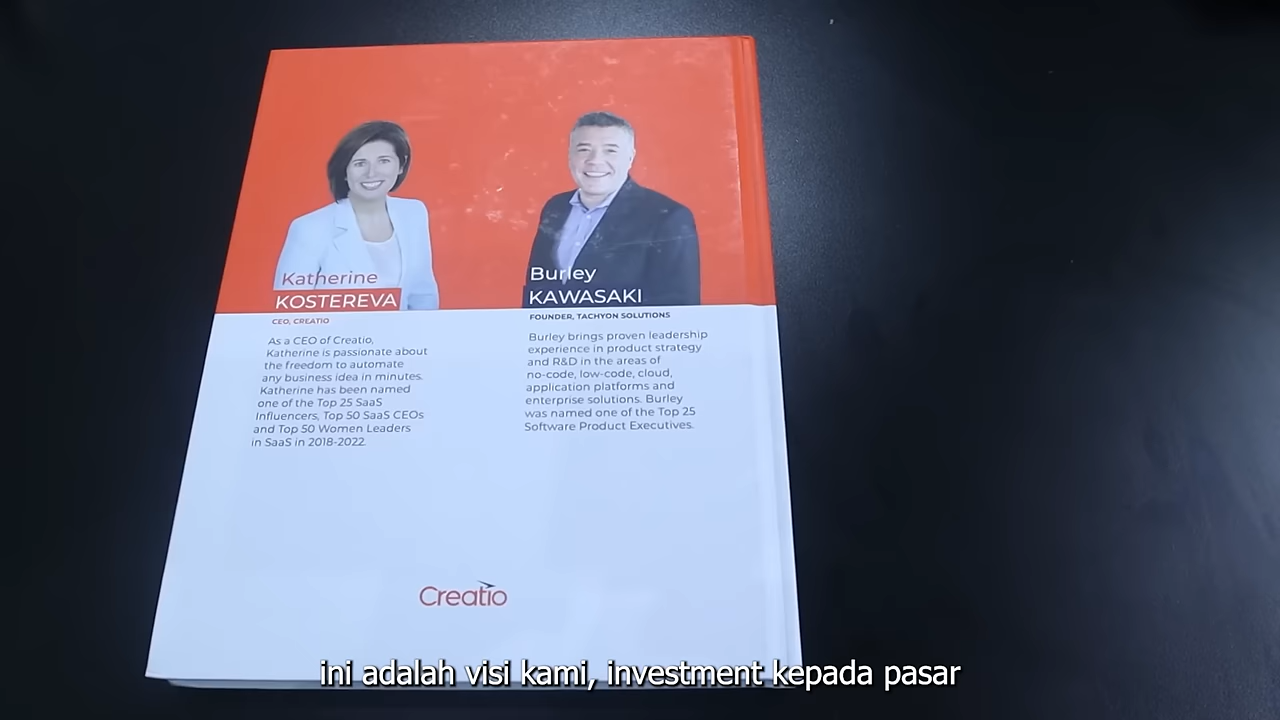 Katherine
KOSTEREVA
CEO, CREATIO
As a CEO of Creatio,
Katherine is passionate about
the freedom to automate
any business idea in minutes.
Katherine has been named
one of the Top 25 SaaS
Influencers, Top 50 SaaS CEOs
and Top 50 Women Leaders
in SaaS in 2018-2022.
Burley
KAWASAKI
FOUNDER, TACHYON SOLUTIONS
Burley brings proven leadership
experience in product strategy
and R&D in the areas of
no-code, low-code, cloud,
application platforms and
enterprise solutions. Burley
was named one of the Top 25
Software Product Executives.
Creatio
ini adalah visi kami, investment kepada pasar